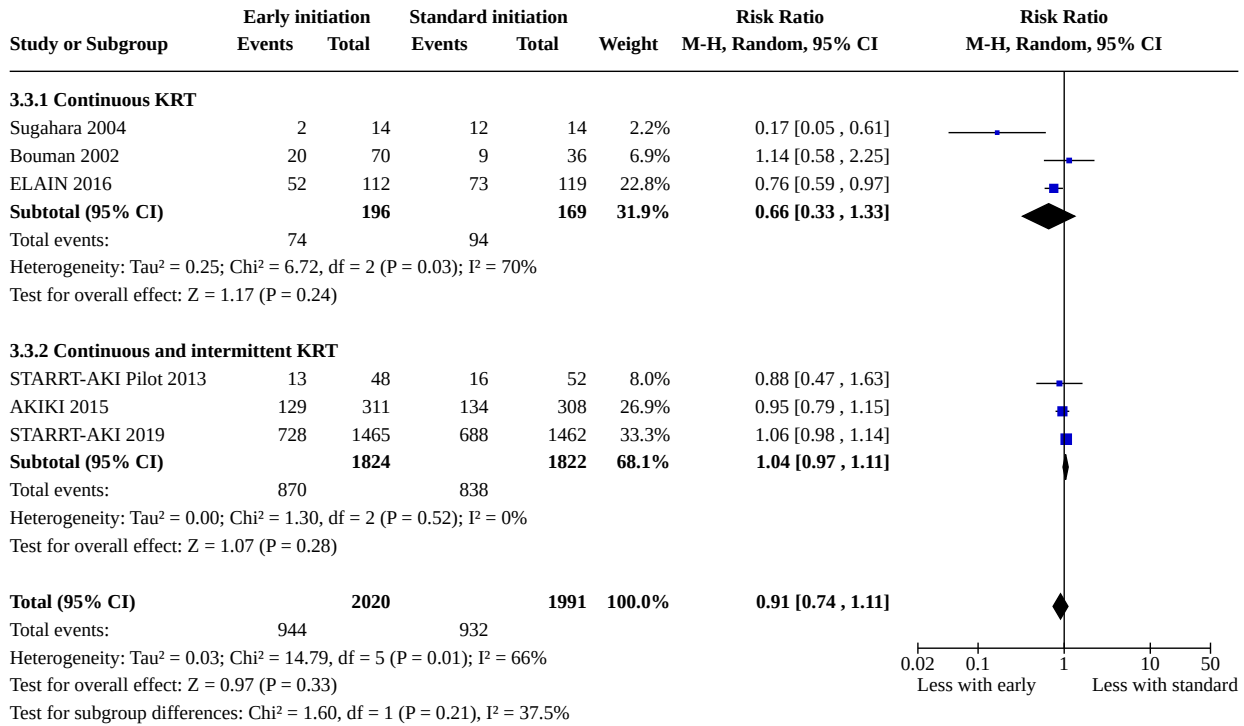 Early initiation Standard initiation Risk Ratio Risk Ratio
Study or Subgroup Events Total Events Total Weight M-H, Random, 95% CI M-H, Random, 95% CI
3.3.1 Continuous KRT
Sugahara 2004 2 14 12 14 2.2% 0.17 [0.05 , 0.61]
Bouman 2002 20 70 9 36 6.9% 1.14 [0.58 , 2.25]
ELAIN 2016 52 112 73 119 22.8% 0.76 [0.59 , 0.97]
Subtotal (95% CI) 196 169 31.9% 0.66 [0.33 , 1.33]
Total events: 74 94
Heterogeneity: Tau² = 0.25; Chi² = 6.72, df = 2 (P = 0.03); I² = 70%
Test for overall effect: Z = 1.17 (P = 0.24)
3.3.2 Continuous and intermittent KRT
STARRT-AKI Pilot 2013 13 48 16 52 8.0% 0.88 [0.47 , 1.63]
AKIKI 2015 129 311 134 308 26.9% 0.95 [0.79 , 1.15]
STARRT-AKI 2019 728 1465 688 1462 33.3% 1.06 [0.98 , 1.14]
Subtotal (95% CI) 1824 1822 68.1% 1.04 [0.97 , 1.11]
Total events: 870 838
Heterogeneity: Tau² = 0.00; Chi² = 1.30, df = 2 (P = 0.52); I² = 0%
Test for overall effect: Z = 1.07 (P = 0.28)
Total (95% CI) 2020 1991 100.0% 0.91 [0.74 , 1.11]
Total events: 944 932
Heterogeneity: Tau² = 0.03; Chi² = 14.79, df = 5 (P = 0.01); I² = 66%
Test for overall effect: Z = 0.97 (P = 0.33)
Test for subgroup differences: Chi² = 1.60, df = 1 (P = 0.21), I² = 37.5%
0.02 0.1 1 10 50
Less with early Less with standard